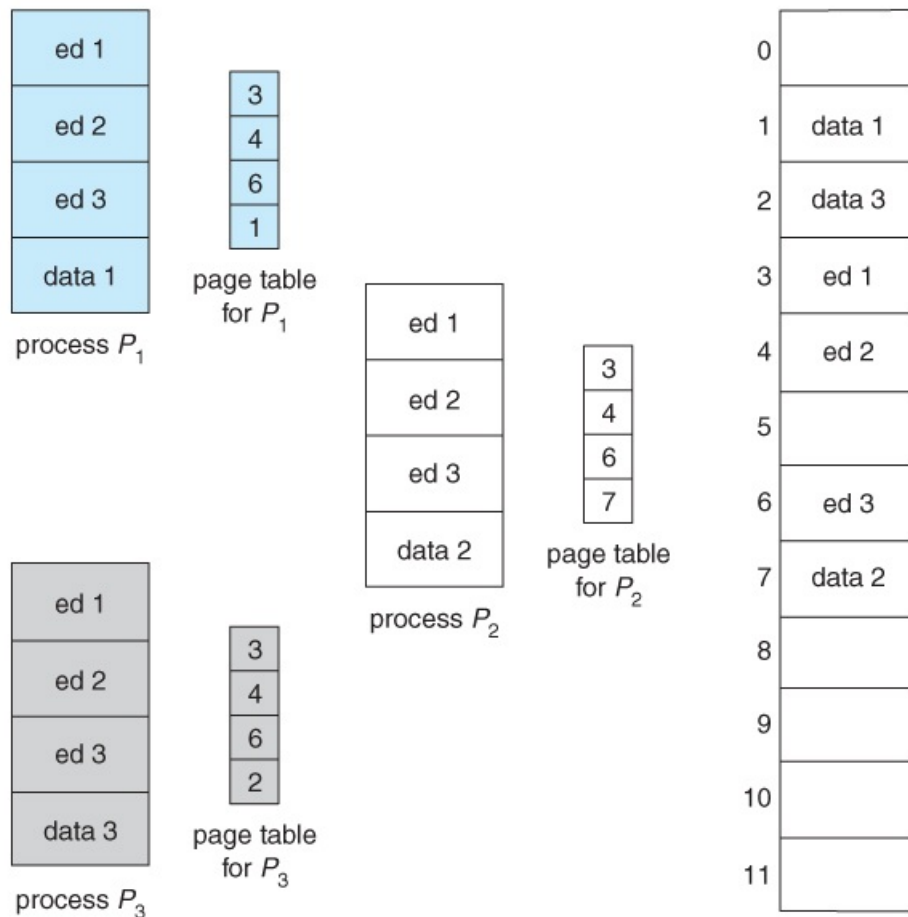 ed 1
ed 2
ed 3
data 1
process P1
3
4
6
1
page table
for P1
ed 1
ed 2
ed 3
data 2
process P2
3
4
6
7
page table
for P2
ed 1
ed 2
ed 3
data 3
process P3
3
4
6
2
page table
for P3
0
1 data 1
2 data 3
3 ed 1
4 ed 2
5
6 ed 3
7 data 2
8
9
10
11